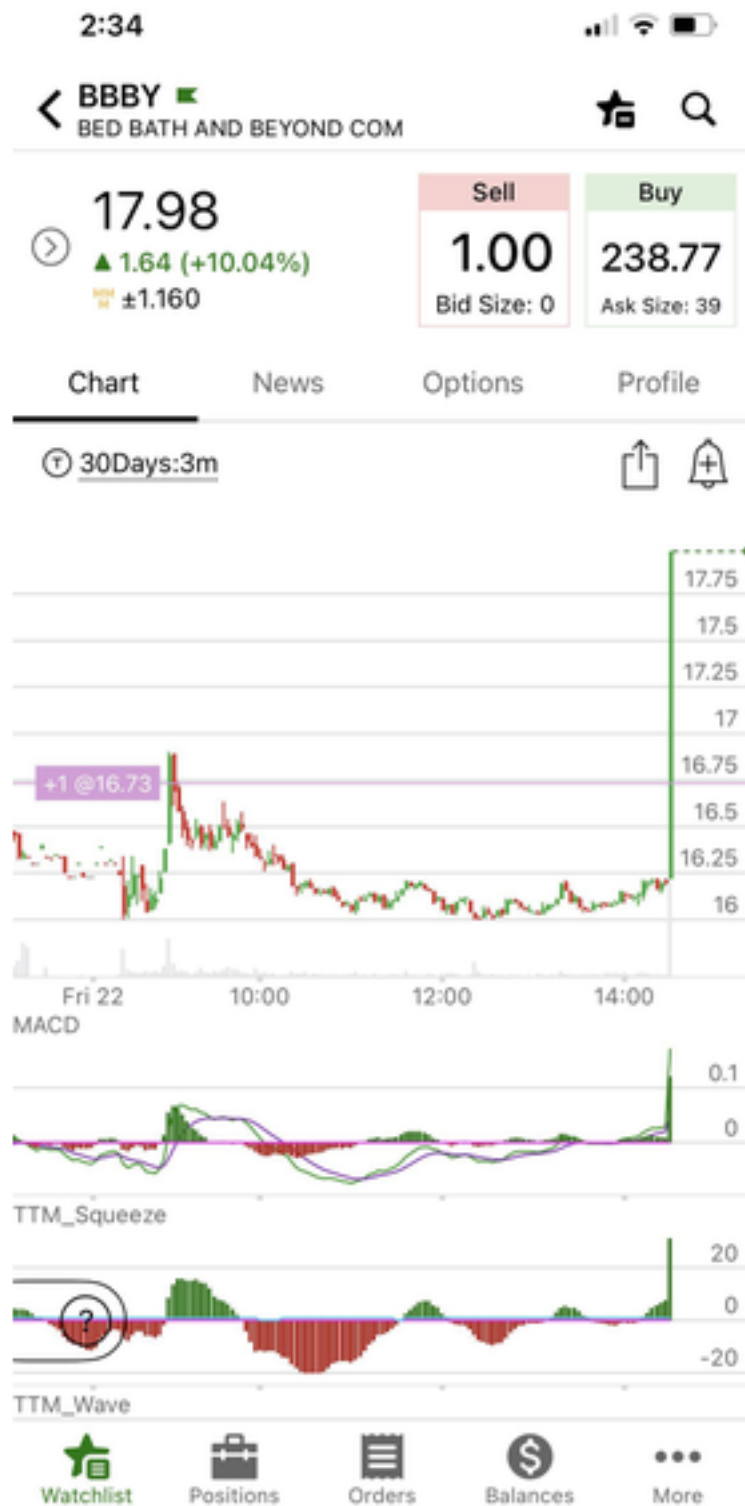 2:34
BBBY
BED BATH AND BEYOND COM
17.98
▲ 1.64 (+10.04%)
MM
M ±1.160
Sell
1.00
Bid Size: 0
Buy
238.77
Ask Size: 39
Chart News Options Profile
T 30Days:3m
17.75
17.5
17.25
17
16.75
+1 @16.73
16.5
16.25
16
Fri 22 10:00 12:00 14:00
MACD
0.1
0
TTM_Squeeze
20
0
?
-20
TTM_Wave
Watchlist Positions Orders Balances More